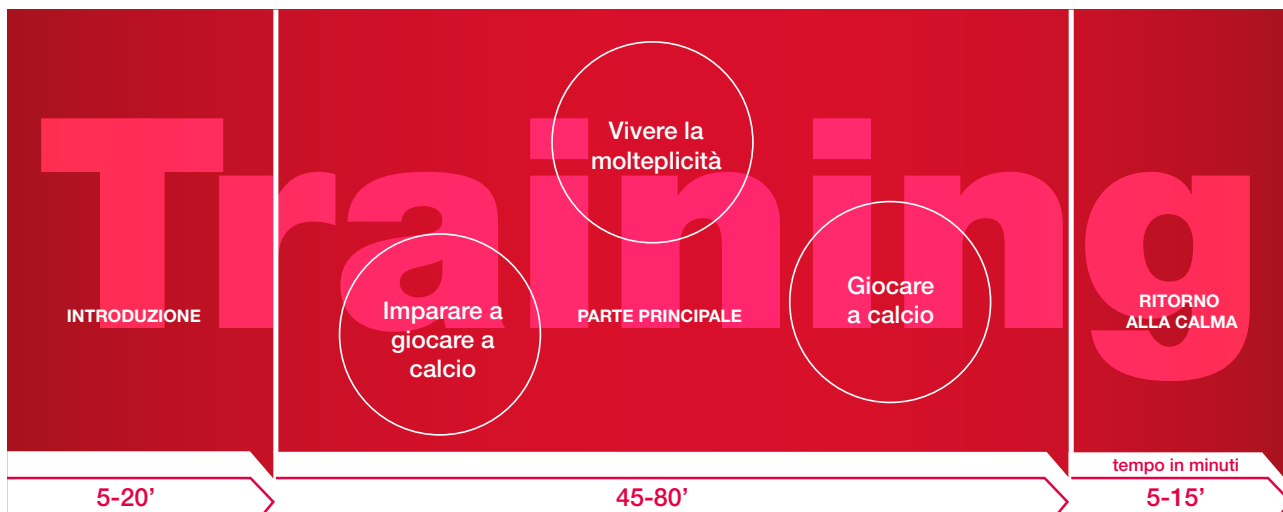 Training
INTRODUZIONE
Imparare a
giocare a
calcio
Vivere la
molteplicità
PARTE PRINCIPALE
Giocare
a calcio
RITORNO
ALLA CALMA
tempo in minuti
5-20’
45-80’
5-15’